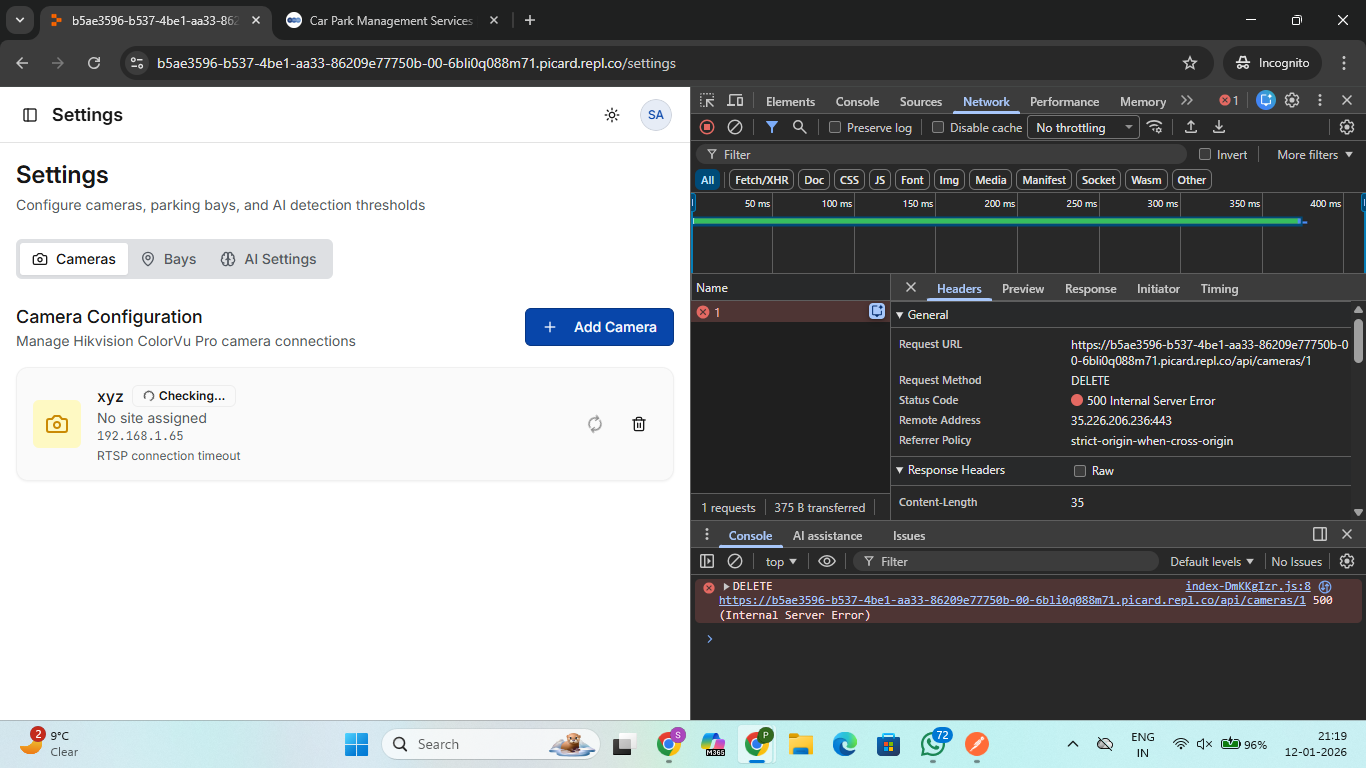 b5ae3596-b537-4be1-aa33-862
Car Park Management Services
b5ae3596-b537-4be1-aa33-86209e77750b-00-6bli0q088m71.picard.repl.co/settings
Incognito
Settings
SA
Settings
Configure cameras, parking bays, and AI detection thresholds
Cameras
Bays
AI Settings
Camera Configuration
Manage Hikvision ColorVu Pro camera connections
Add Camera
xyz
Checking...
No site assigned
192.168.1.65
RTSP connection timeout
Elements
Console
Sources
Network
Performance
Memory
1
Preserve log
Disable cache
No throttling
Filter
Invert
More filters
All
Fetch/XHR
Doc
CSS
JS
Font
Img
Media
Manifest
Socket
Wasm
Other
50 ms
100 ms
150 ms
200 ms
250 ms
300 ms
350 ms
400 ms
Name
Headers
Preview
Response
Initiator
Timing
1
General
Request URL
https://b5ae3596-b537-4be1-aa33-86209e77750b-0
0-6bli0q088m71.picard.repl.co/api/cameras/1
Request Method
DELETE
Status Code
500 Internal Server Error
Remote Address
35.226.206.236:443
Referrer Policy
strict-origin-when-cross-origin
Response Headers
Raw
Content-Length
35
1 requests
375 B transferred
Console
AI assistance
Issues
top
Filter
Default levels
No Issues
DELETE
index-DmKKgIzr.js:8
https://b5ae3596-b537-4be1-aa33-86209e77750b-00-6bli0q088m71.picard.repl.co/api/cameras/1 500
(Internal Server Error)
2
9°C
Clear
Search
S
M365
P
72
ENG
IN
96%
21:19
12-01-2026